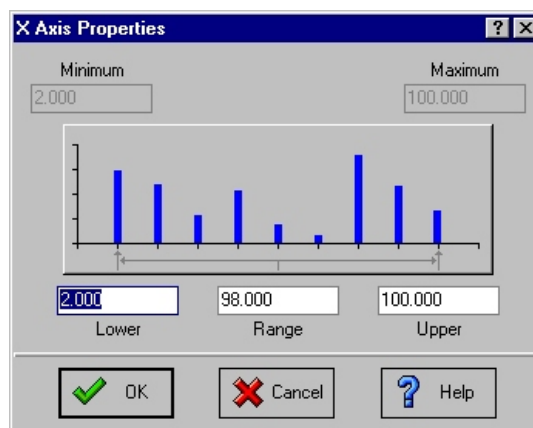 X Axis Properties
Minimum Maximum
2.000 100.000
2.000 98.000 100.000
Lower Range Upper
OK Cancel Help